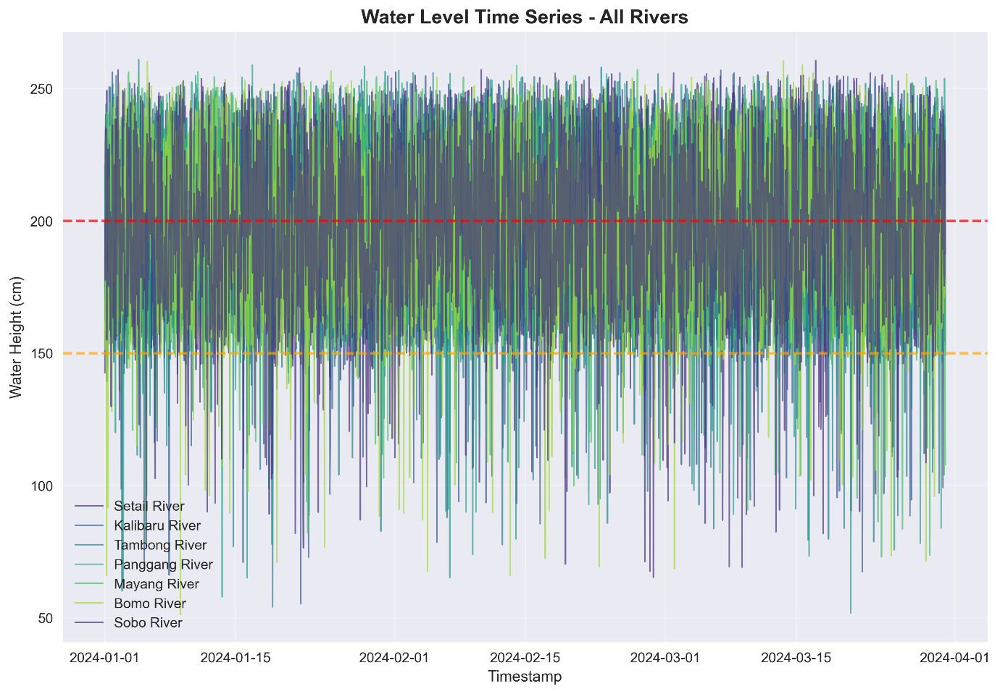 Water Level Time Series - All Rivers
Water Height (cm)
250
200
150
100
50
Setail River
Kalibaru River
Tambong River
Panggang River
Mayang River
Bomo River
Sobo River
2024-01-01 2024-01-15 2024-02-01 2024-02-15 2024-03-01 2024-03-15 2024-04-01
Timestamp